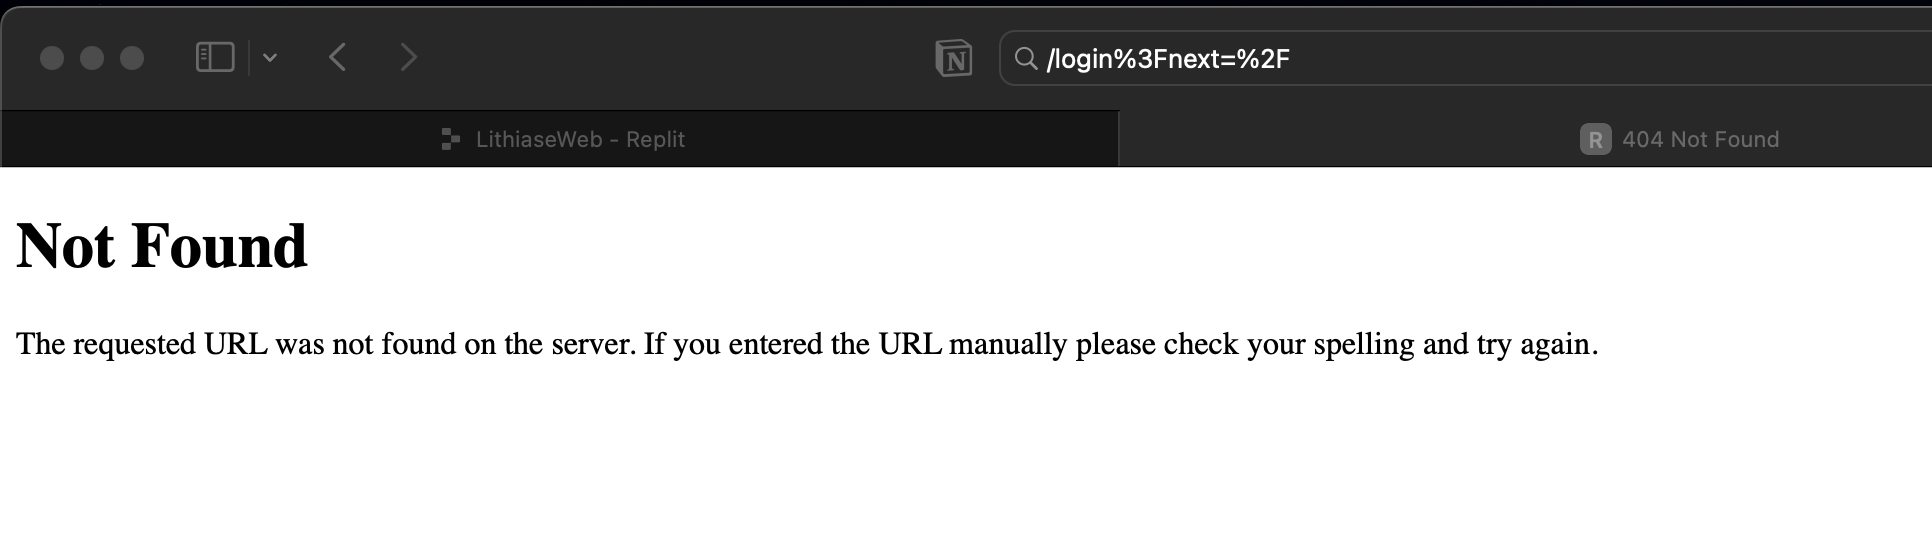 N
/login%3Fnext=%2F
LithiaseWeb - Replit
R 404 Not Found
Not Found
The requested URL was not found on the server. If you entered the URL manually please check your spelling and try again.